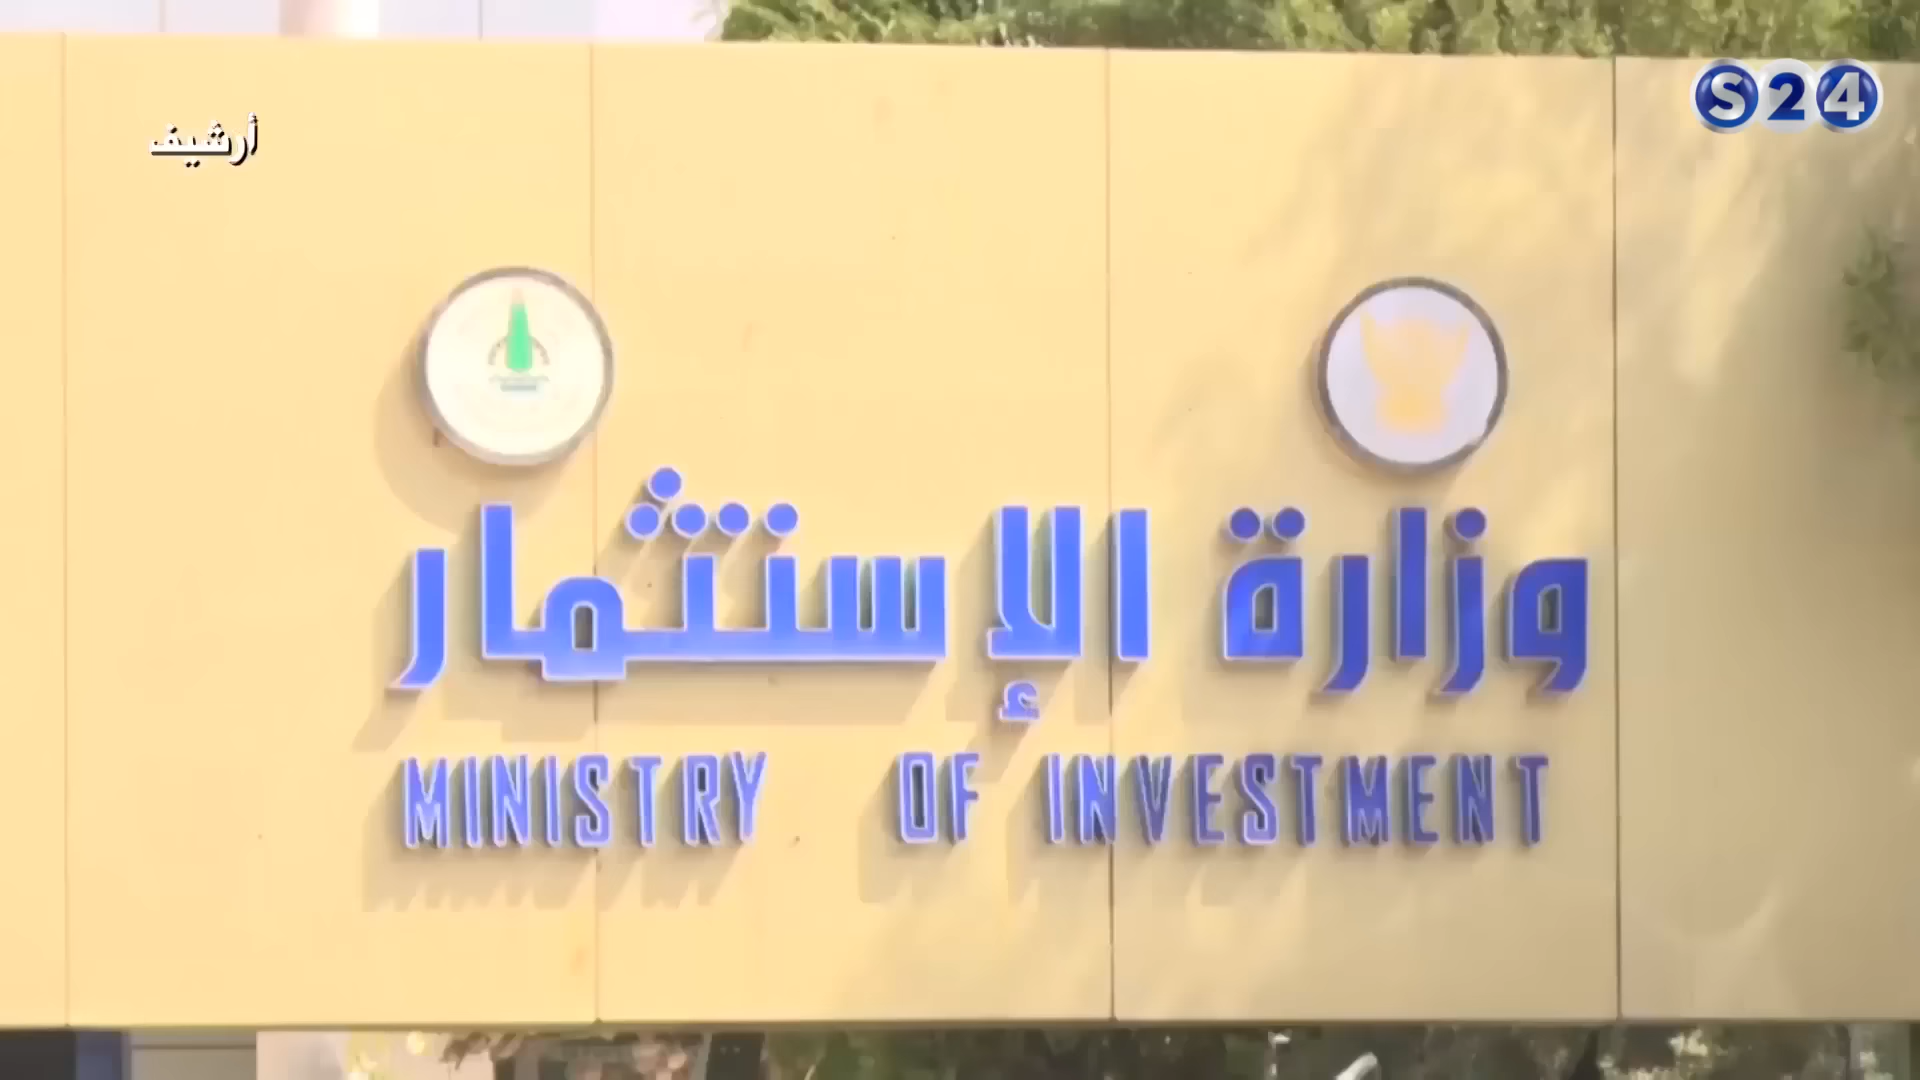 S24
أرشيف
وزارة الإستثمار
MINISTRY OF INVESTMENT